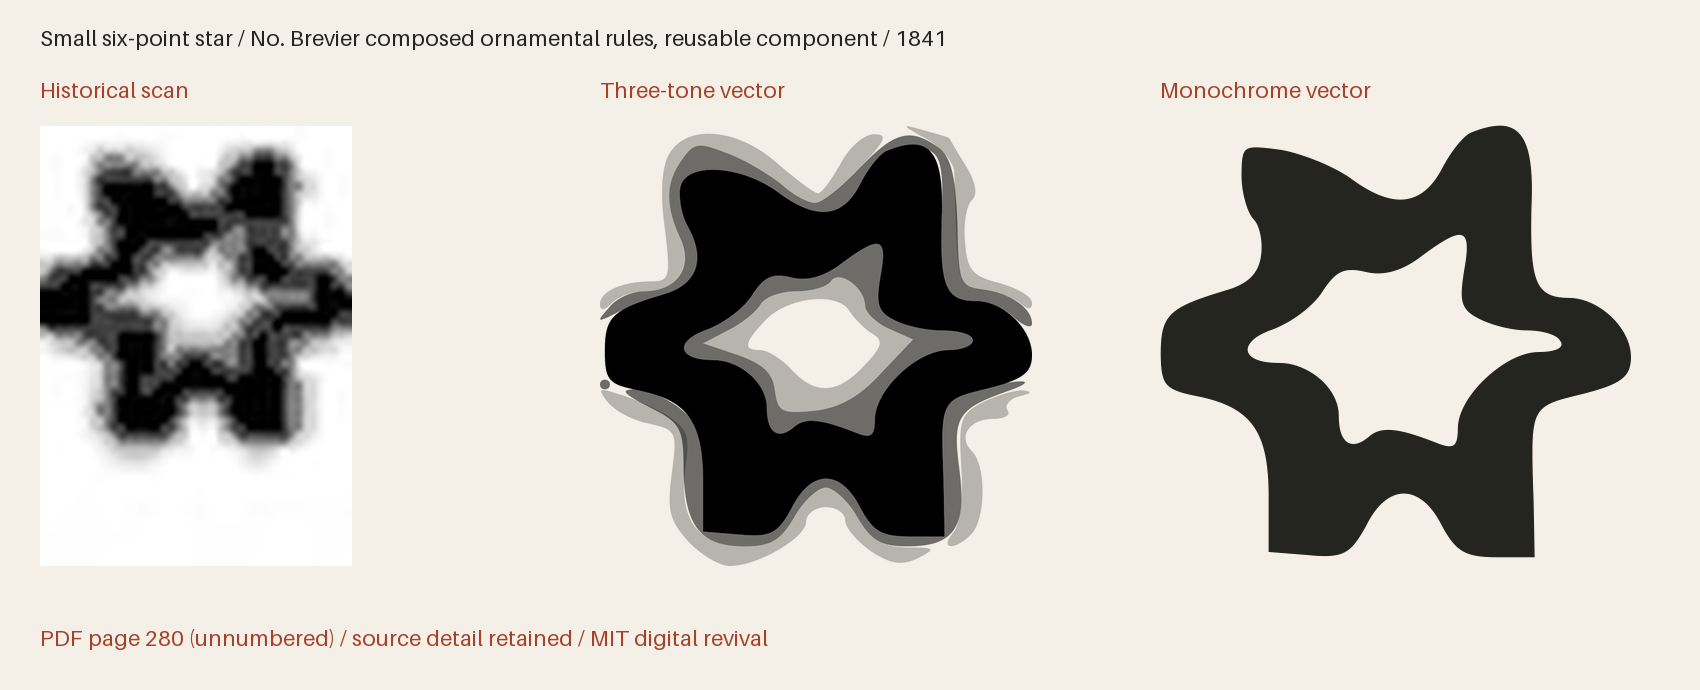 Small six-point star / No. Brevier composed ornamental rules, reusable component / 1841
Historical scan
Three-tone vector
Monochrome vector
PDF page 280 (unnumbered) / source detail retained / MIT digital revival